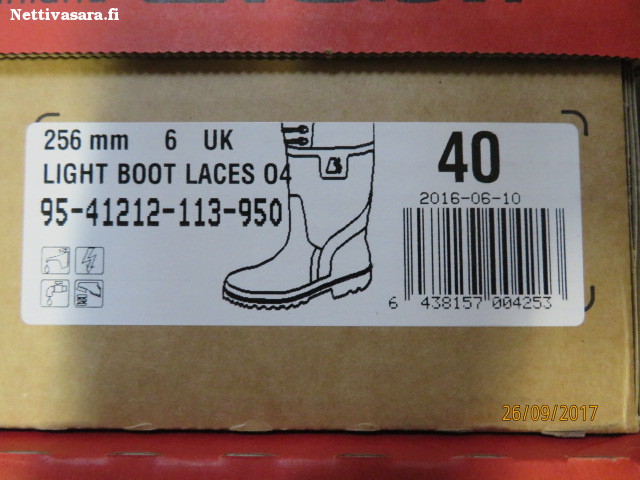 Nettivasara.fi
256 mm 6 UK
LIGHT BOOT LACES 04
95-41212-113-950
40
2016-06-10
6 438157 004253
26/09/2017